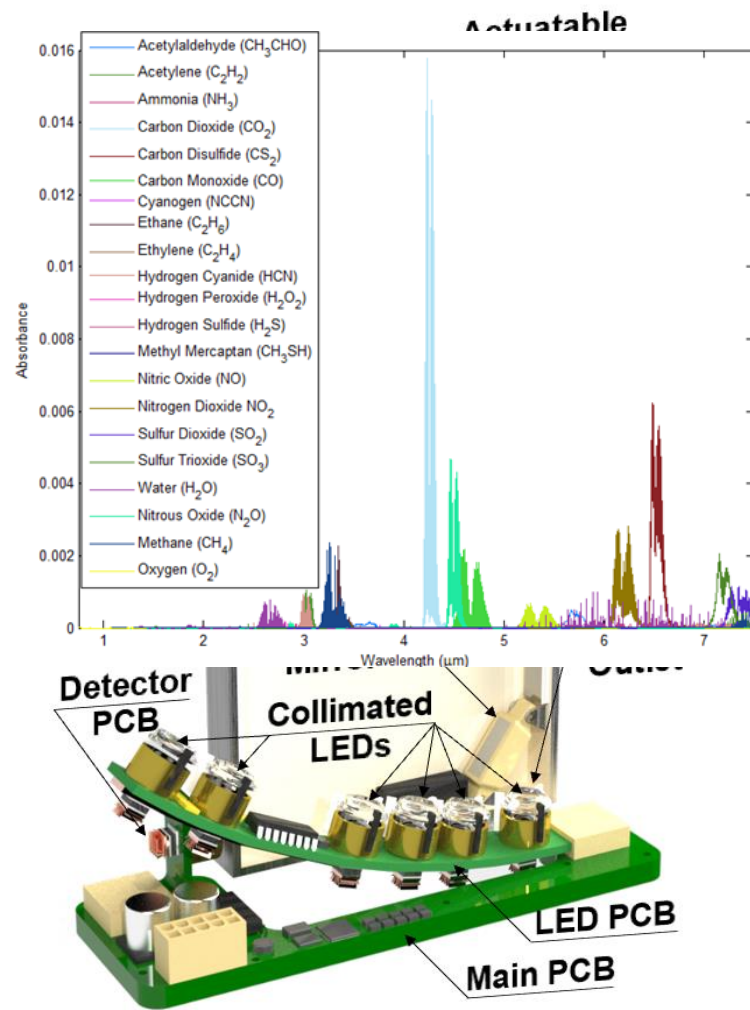 Actuatable
0.016
0.014
0.012
0.01
0.008
0.006
0.004
0.002
0
Absorbance
Acetylaldehyde (CH3CHO)
Acetylene (C2H2)
Ammonia (NH3)
Carbon Dioxide (CO2)
Carbon Disulfide (CS2)
Carbon Monoxide (CO)
Cyanogen (NCCN)
Ethane (C2H6)
Ethylene (C2H4)
Hydrogen Cyanide (HCN)
Hydrogen Peroxide (H2O2)
Hydrogen Sulfide (H2S)
Methyl Mercaptan (CH3SH)
Nitric Oxide (NO)
Nitrogen Dioxide NO2
Sulfur Dioxide (SO2)
Sulfur Trioxide (SO3)
Water (H2O)
Nitrous Oxide (N2O)
Methane (CH4)
Oxygen (O2)
1 2 3 4 5 6 7
Wavelength (μm)
Outlet
Detector
PCB
Collimated
LEDs
LED PCB
Main PCB